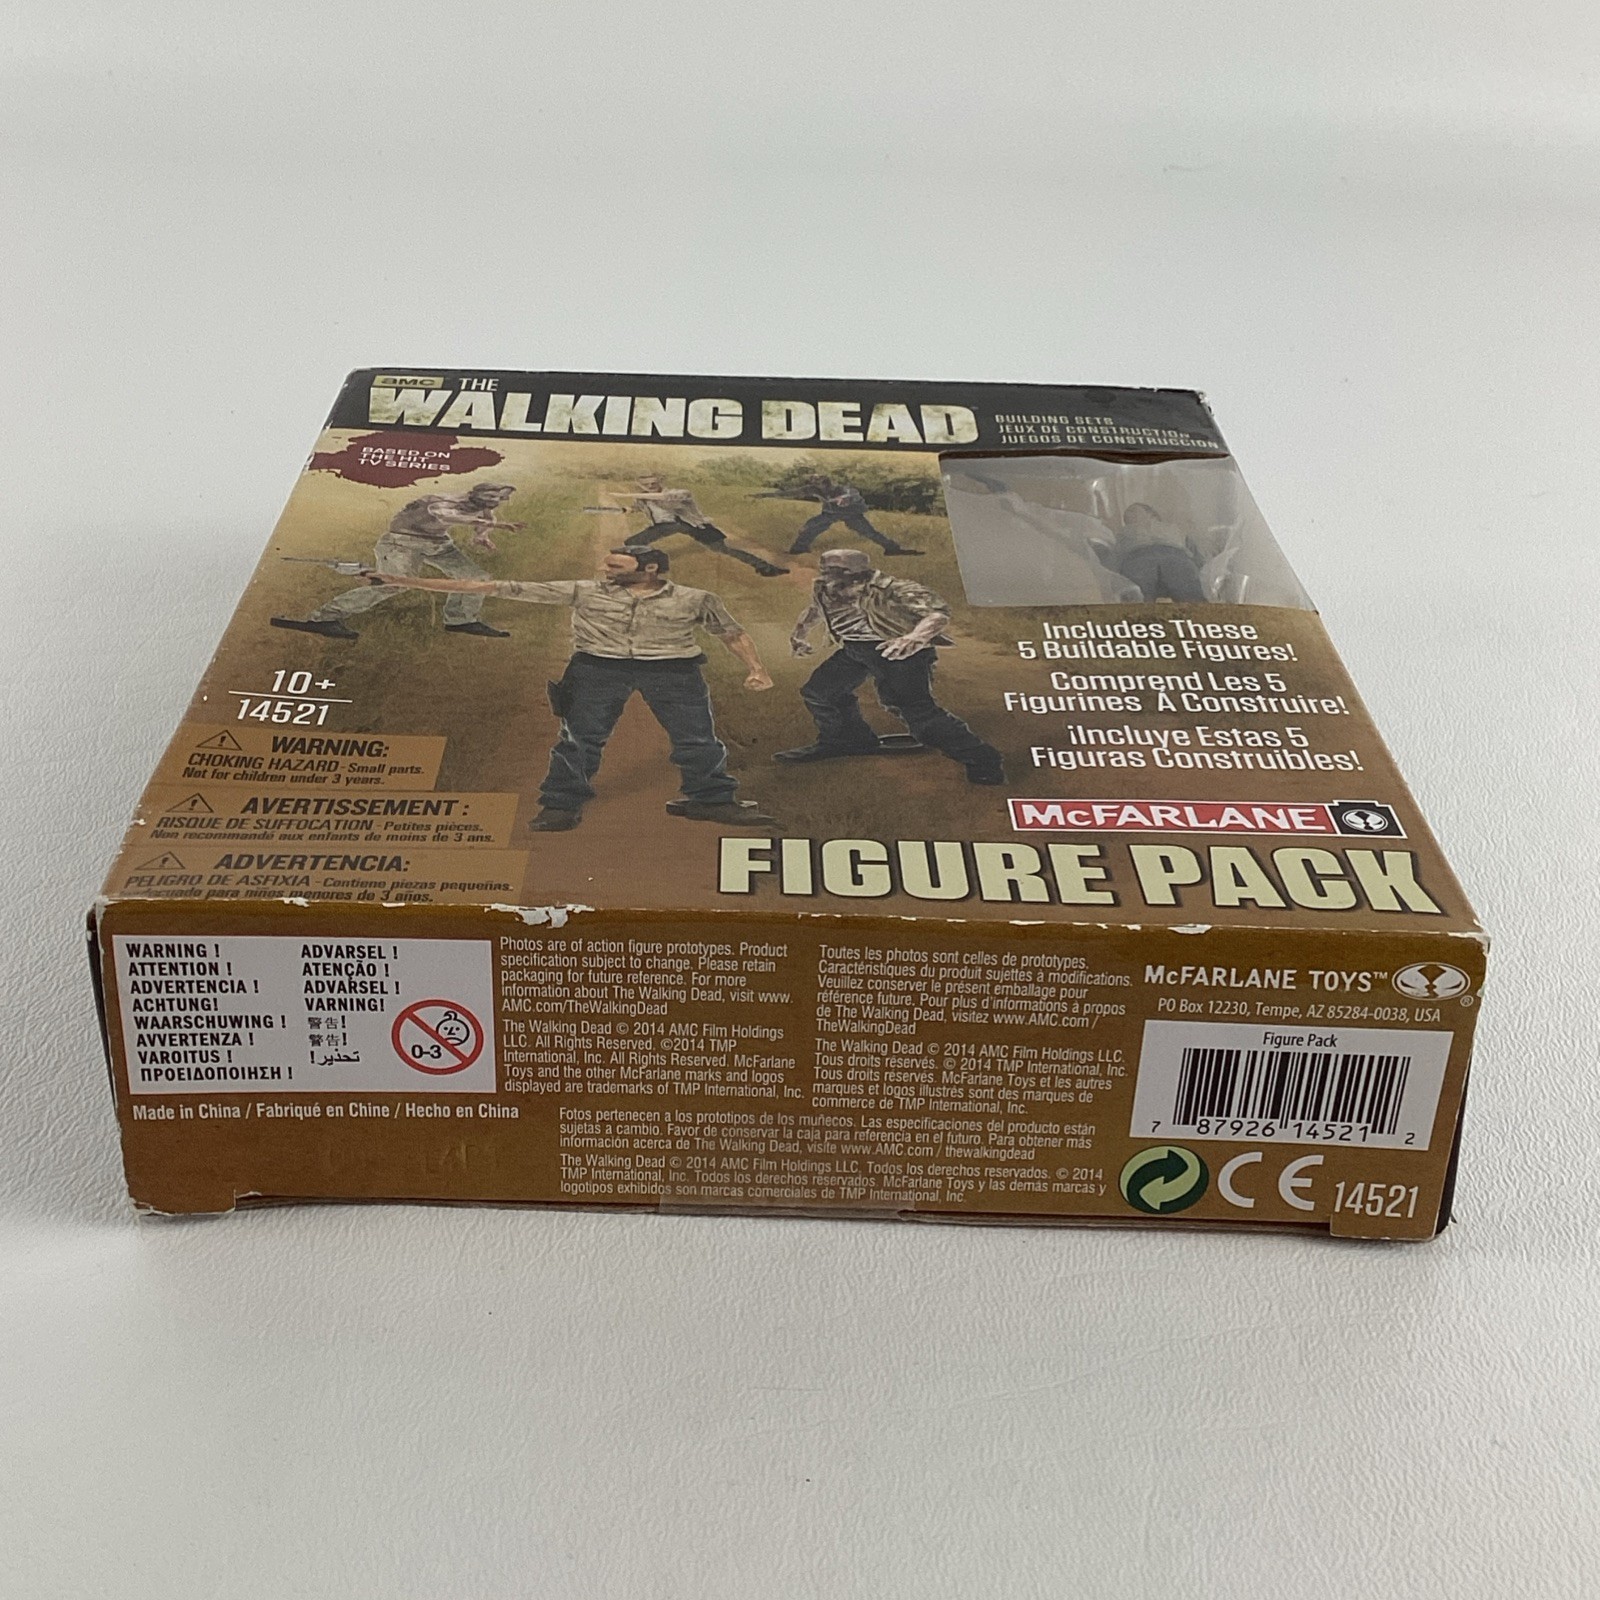 AMC THE
WALKING DEAD
BUILDING SETS
JEUX DE CONSTRUCTION
JUEGOS DE CONSTRUCCION
BASED ON
THE HIT
TV SERIES
Includes These
5 Buildable Figures!
Comprend Les 5
Figurines À Construire!
¡Incluye Estas 5
Figuras Construibles!
10+
14521
WARNING:
CHOKING HAZARD - Small parts.
Not for children under 3 years.
AVERTISSEMENT :
RISQUE DE SUFFOCATION - Petites pièces.
Non recommandé aux enfants de moins de 3 ans.
ADVERTENCIA:
PELIGRO DE ASFIXIA - Contiene piezas pequeñas.
para niños menores de 3 años.
McFARLANE
FIGURE PACK
WARNING !
ATTENTION !
ADVERTENCIA !
ACHTUNG!
WAARSCHUWING !
AVVERTENZA !
VAROITUS !
ΠΡΟΕΙΔΟΠΟΙΗΣΗ !
ADVARSEL !
ATENÇÃO !
ADVARSEL !
VARNING!
警告!
警告!
تحذير!
0-3
Made in China / Fabriqué en Chine / Hecho en China
Photos are of action figure prototypes. Product
specification subject to change. Please retain
packaging for future reference. For more
information about The Walking Dead, visit www.
AMC.com/TheWalkingDead
The Walking Dead © 2014 AMC Film Holdings
LLC. All Rights Reserved. ©2014 TMP
International, Inc. All Rights Reserved. McFarlane
Toys and the other McFarlane marks and logos
displayed are trademarks of TMP International, Inc.
Toutes les photos sont celles de prototypes.
Caractéristiques du produit sujettes à modifications.
Veuillez conserver le présent emballage pour
référence future. Pour plus d'informations à propos
de The Walking Dead, visitez www.AMC.com /
TheWalkingDead
The Walking Dead © 2014 AMC Film Holdings LLC.
Tous droits réservés. © 2014 TMP International, Inc.
Tous droits réservés. McFarlane Toys et les autres
marques et logos illustrés sont des marques de
commerce de TMP International, Inc.
Fotos pertenecen a los prototipos de los muñecos. Las especificaciones del producto están
sujetas a cambio. Favor de conservar la caja para referencia en el futuro. Para obtener más
información acerca de The Walking Dead, visite www.AMC.com / thewalkingdead
The Walking Dead © 2014 AMC Film Holdings LLC. Todos los derechos reservados. © 2014
TMP International, Inc. Todos los derechos reservados. McFarlane Toys y las demás marcas y
logotipos exhibidos son marcas comerciales de TMP International, Inc.
McFARLANE TOYS™
®
PO Box 12230, Tempe, AZ 85284-0038, USA
Figure Pack
7 87926 14521 2
CE 14521